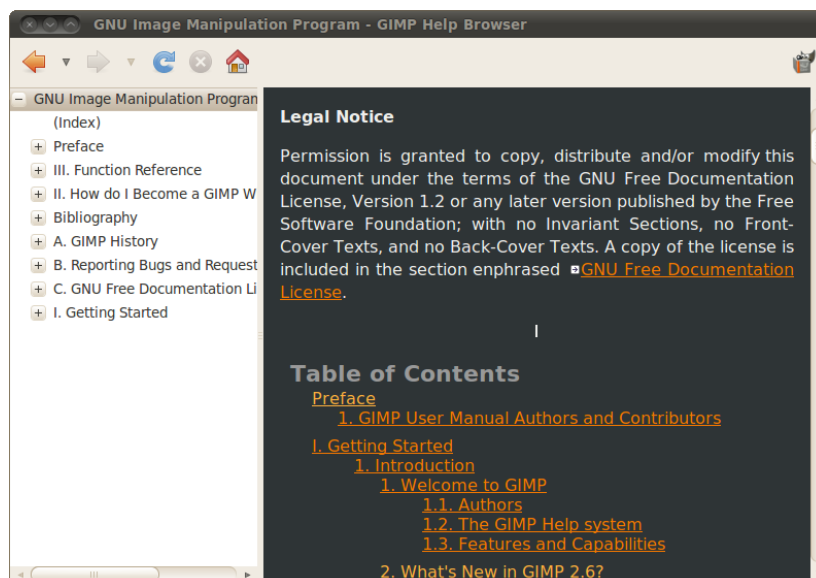 GNU Image Manipulation Program - GIMP Help Browser
GNU Image Manipulation Program
(Index)
Preface
III. Function Reference
II. How do I Become a GIMP W
Bibliography
A. GIMP History
B. Reporting Bugs and Request
C. GNU Free Documentation Li
I. Getting Started
Legal Notice
Permission is granted to copy, distribute and/or modify this
document under the terms of the GNU Free Documentation
License, Version 1.2 or any later version published by the Free
Software Foundation; with no Invariant Sections, no Front-
Cover Texts, and no Back-Cover Texts. A copy of the license is
included in the section enphrased GNU Free Documentation
License.
Table of Contents
Preface
1. GIMP User Manual Authors and Contributors
I. Getting Started
1. Introduction
1. Welcome to GIMP
1.1. Authors
1.2. The GIMP Help system
1.3. Features and Capabilities
2. What's New in GIMP 2.6?